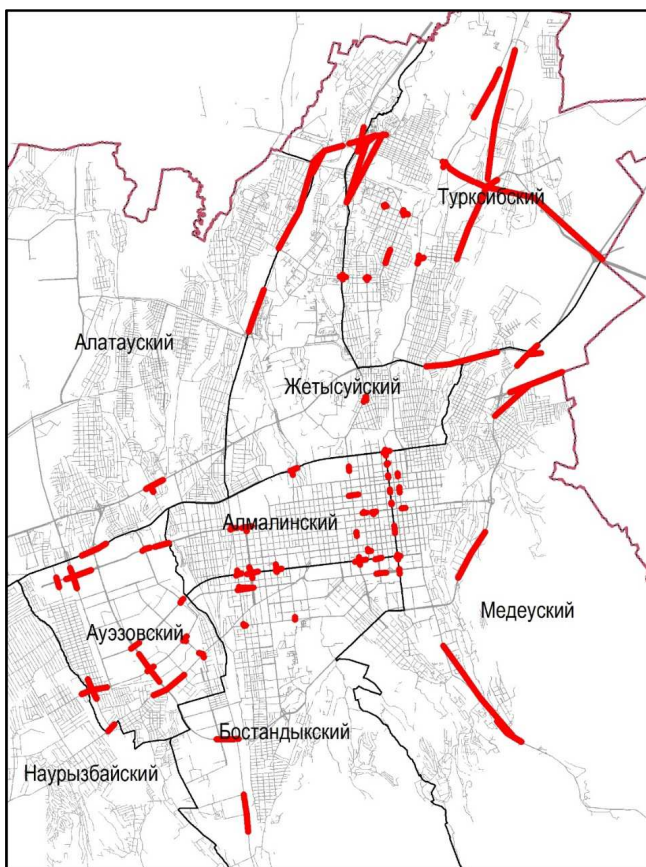 Турксибский
Алатауский
Жетысуйский
Алмалинский
Медеуский
Ауэзовский
Бостандыкский
Наурызбайский